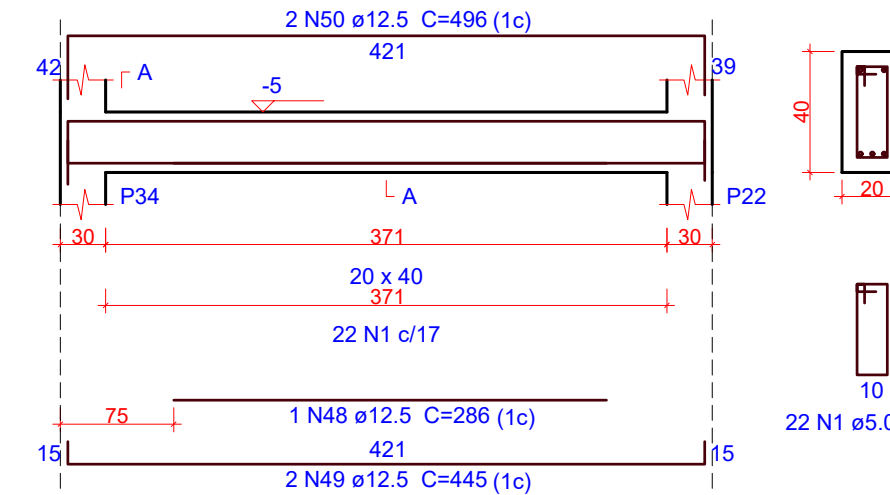 2 N50 ø12.5 C=496 (1c)
421
42
39
A
-5
40
P34
A
P22
20
30
371
30
20 x 40
371
22 N1 c/17
75
1 N48 ø12.5 C=286 (1c)
10
22 N1 ø5.0
15
421
15
2 N49 ø12.5 C=445 (1c)